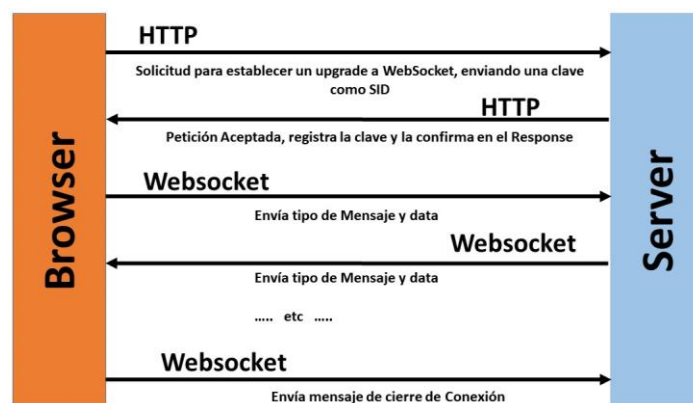 Browser
Server
HTTP
Solicitud para establecer un upgrade a WebSocket, enviando una clave
como SID
HTTP
Petición Aceptada, registra la clave y la confirma en el Response
Websocket
Envía tipo de Mensaje y data
Websocket
Envía tipo de Mensaje y data
..... etc .....
Websocket
Envía mensaje de cierre de Conexión